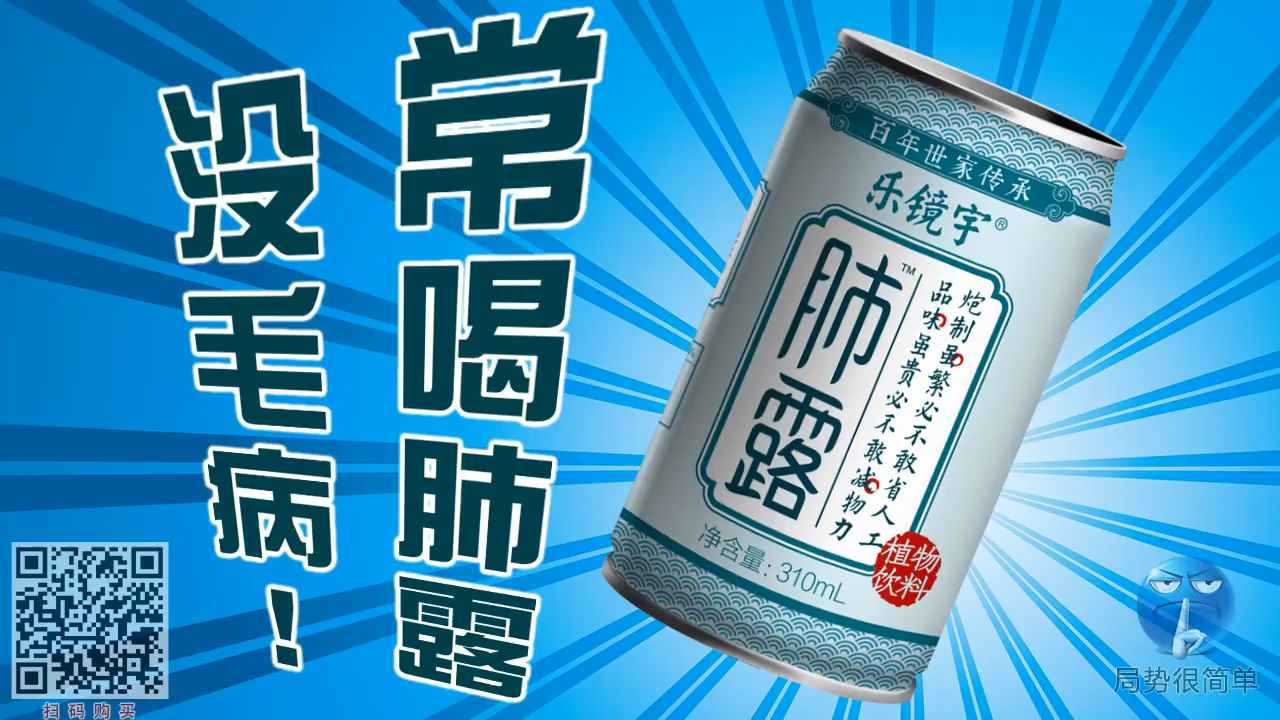 常喝肺露
没毛病！
百年世家传承
乐镜宇®
肺露™
炮制虽繁必不敢省人工
品味虽贵必不敢减物力
净含量：310mL
植物
饮料
扫码购买
局势很简单